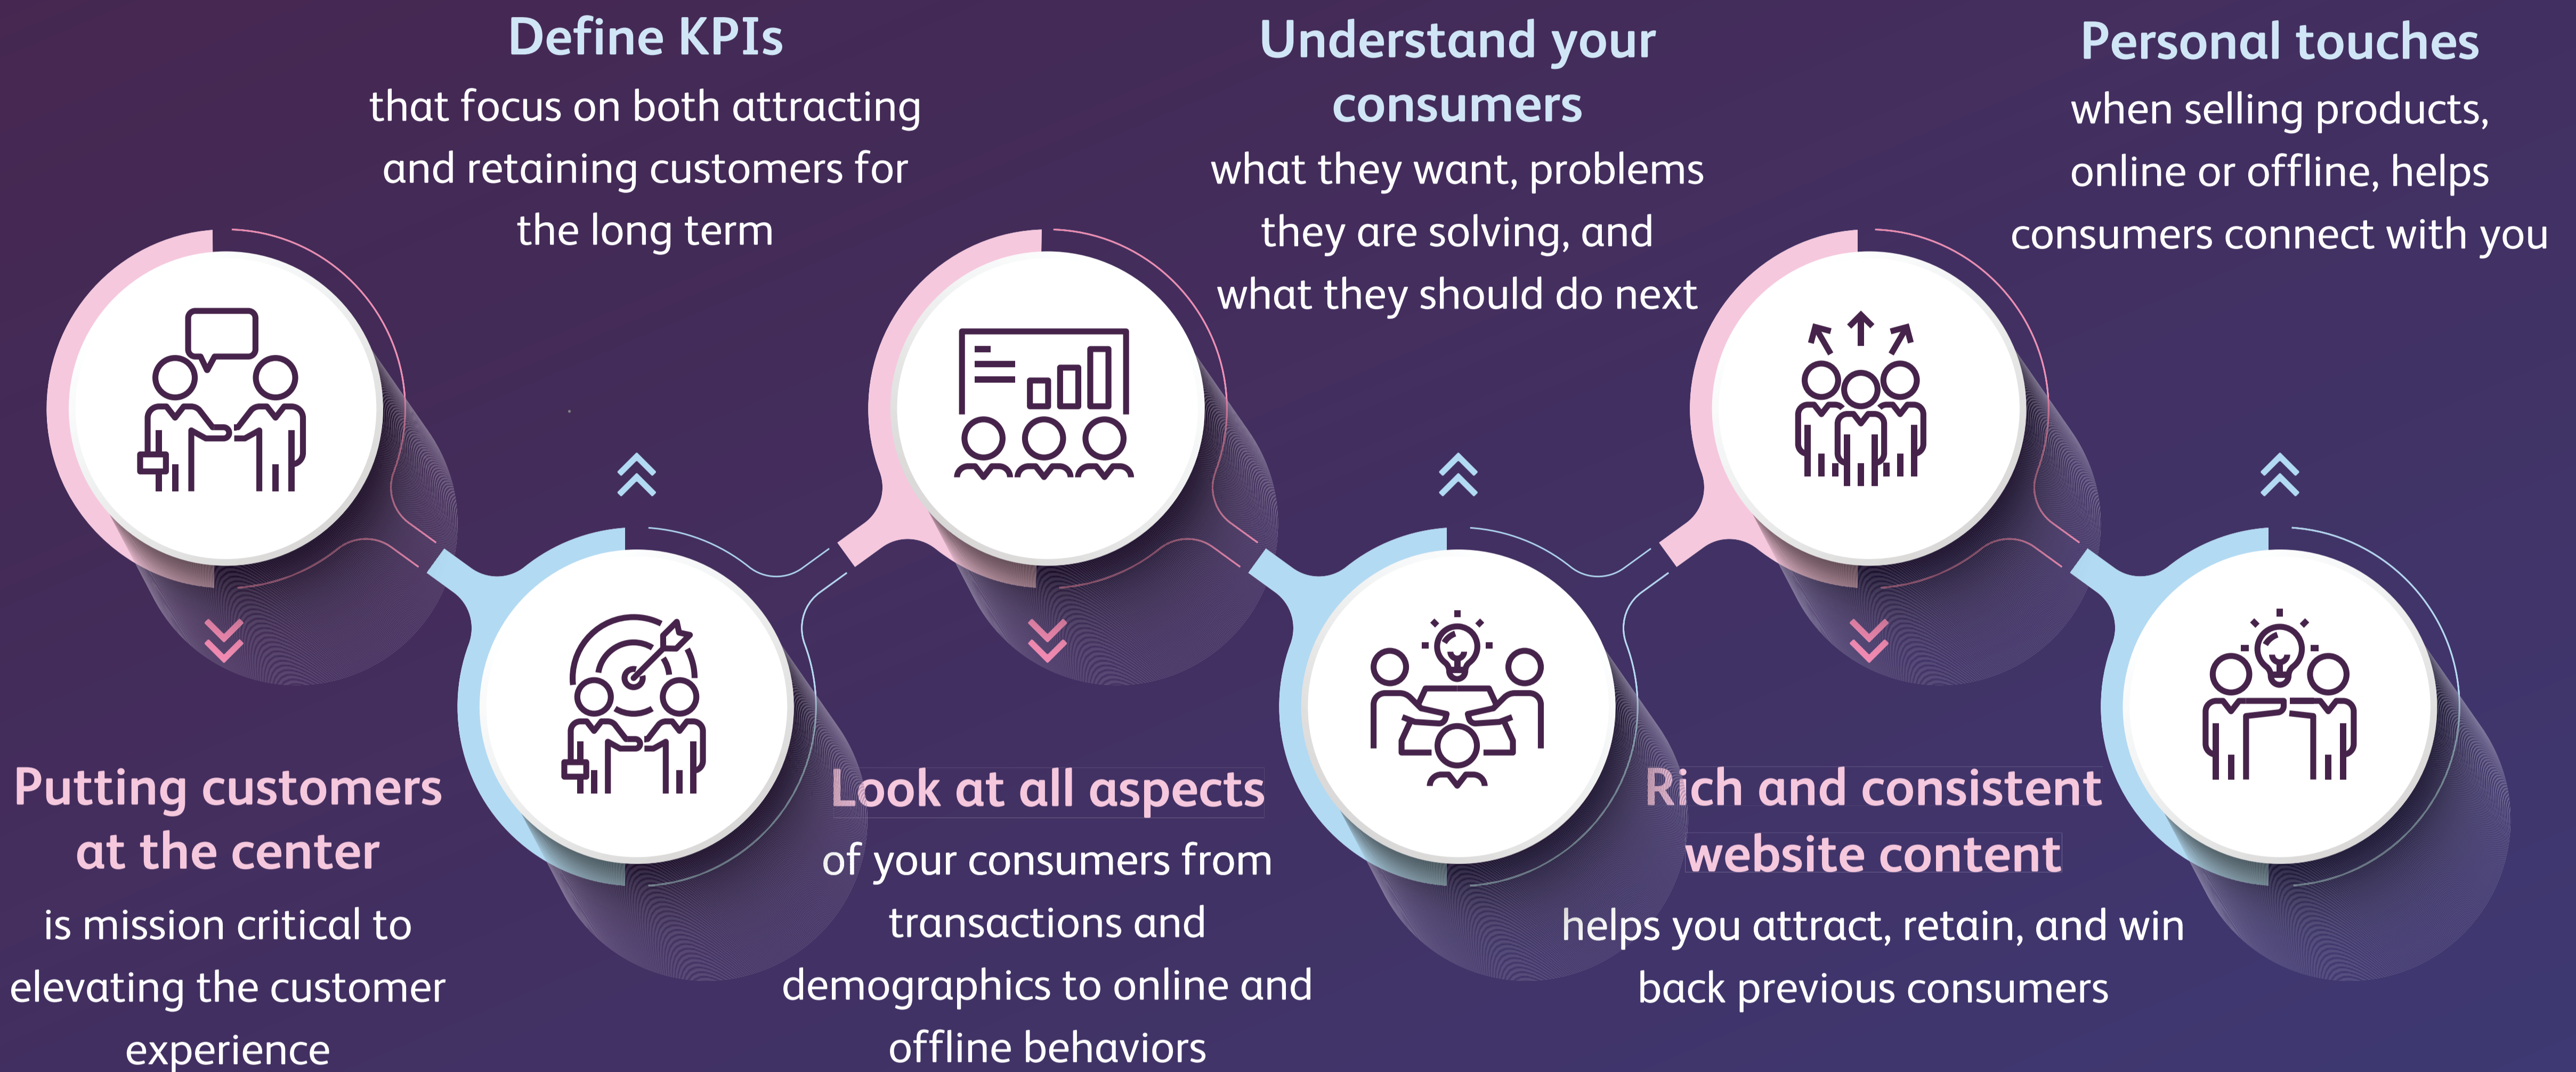 Putting customers
at the center
is mission critical to
elevating the customer
experience
Define KPIs
that focus on both attracting
and retaining customers for
the long term
Look at all aspects
of your consumers from
transactions and
demographics to online and
offline behaviors
Understand your
consumers
what they want, problems
they are solving, and
what they should do next
Rich and consistent
website content
helps you attract, retain, and win
back previous consumers
Personal touches
when selling products,
online or offline, helps
consumers connect with you